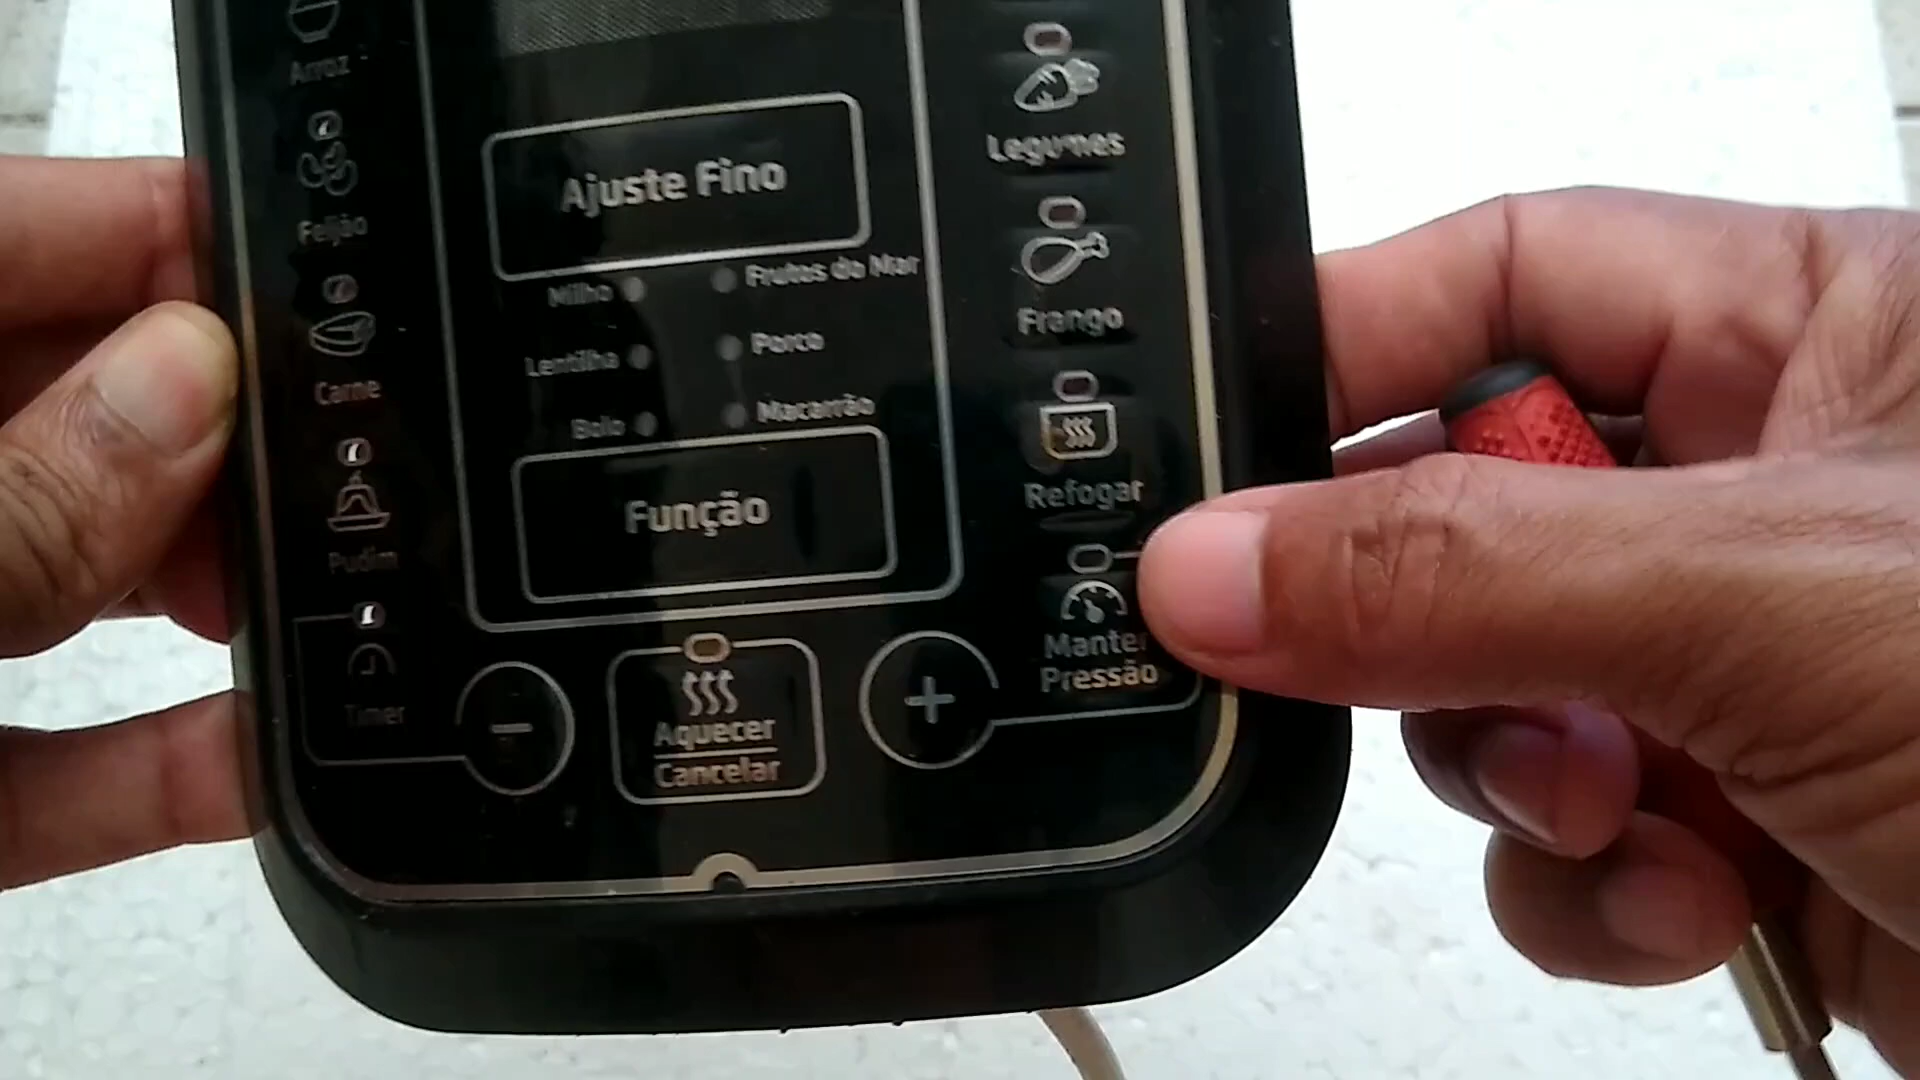 Arroz
Feijão
Carne
Pudim
Timer
Ajuste Fino
Milho
Frutos do Mar
Lentilha
Porco
Bolo
Macarrão
Função
-
Aquecer
Cancelar
+
Legumes
Frango
Refogar
Manter
Pressão